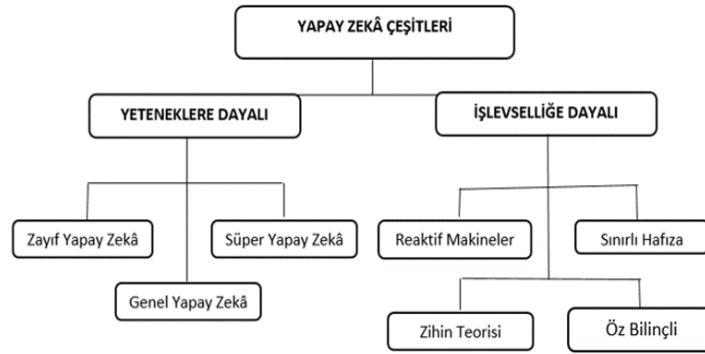 YAPAY ZEKÂ ÇEŞİTLERİ
YETENEKLERE DAYALI
İŞLEVSELLİĞE DAYALI
Zayıf Yapay Zekâ
Süper Yapay Zekâ
Reaktif Makineler
Sınırlı Hafıza
Genel Yapay Zekâ
Zihin Teorisi
Öz Bilinçli